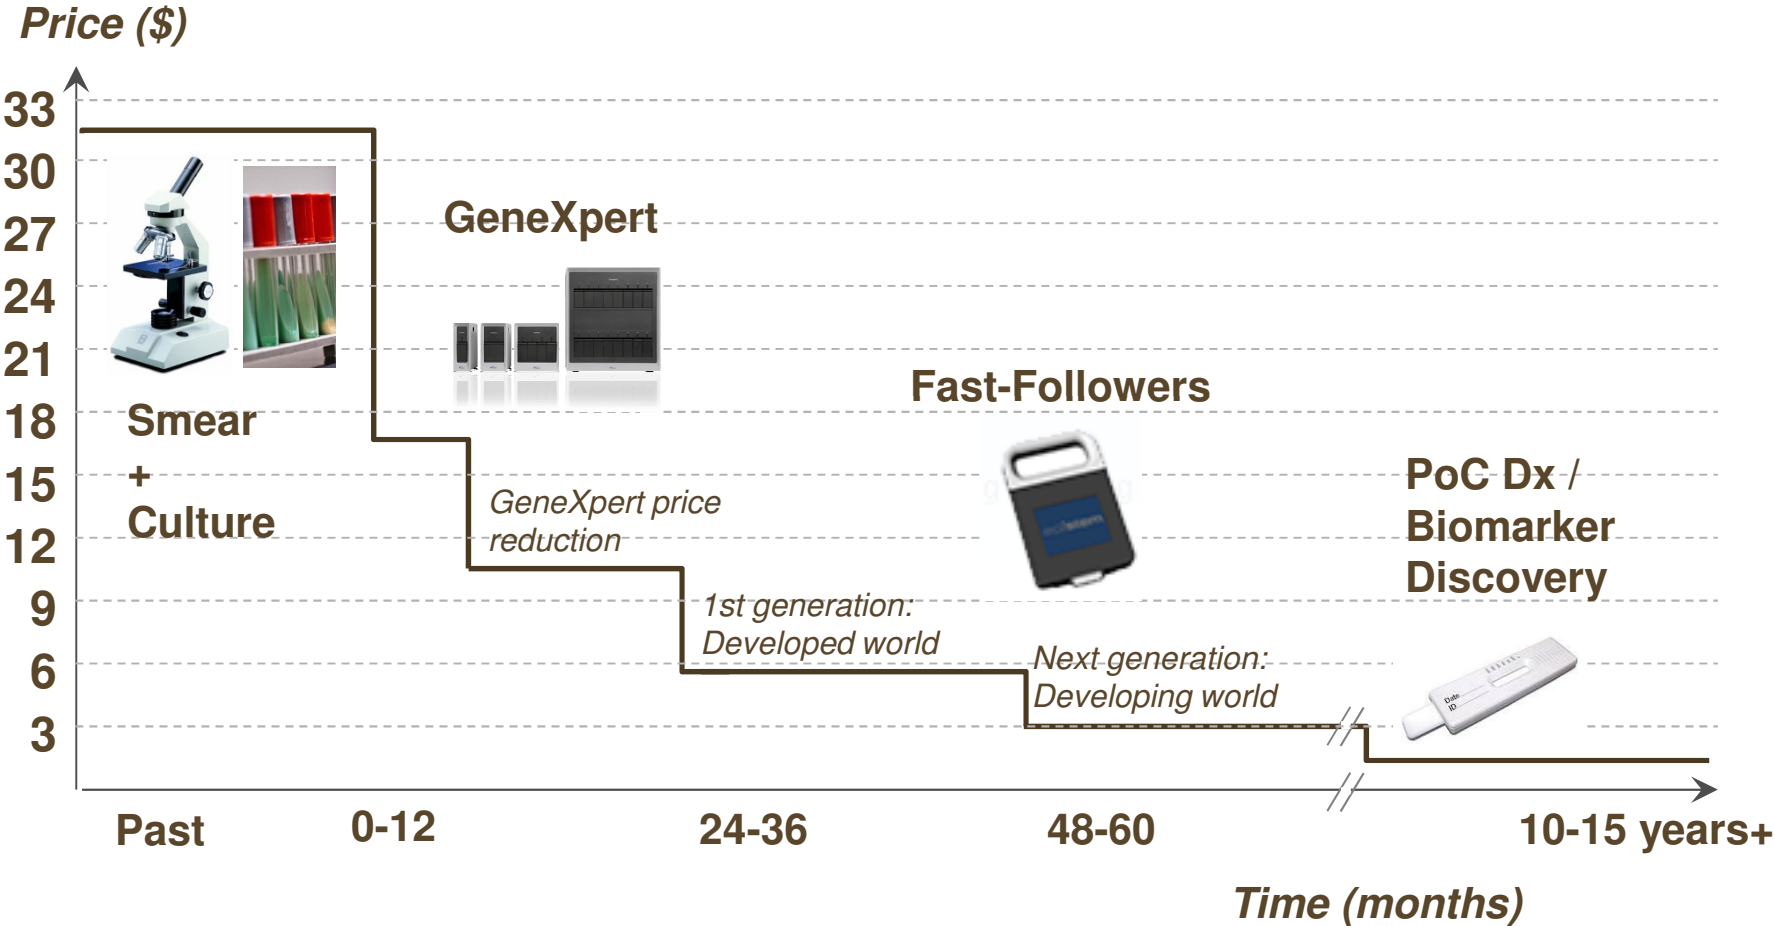 Price ($)
33
30
27
24
21
18
15
12
9
6
3
Smear
+
Culture
GeneXpert
GeneXpert price
reduction
1st generation:
Developed world
Fast-Followers
Next generation:
Developing world
PoC Dx /
Biomarker
Discovery
Date
ID
Past
0-12
24-36
48-60
10-15 years+
Time (months)